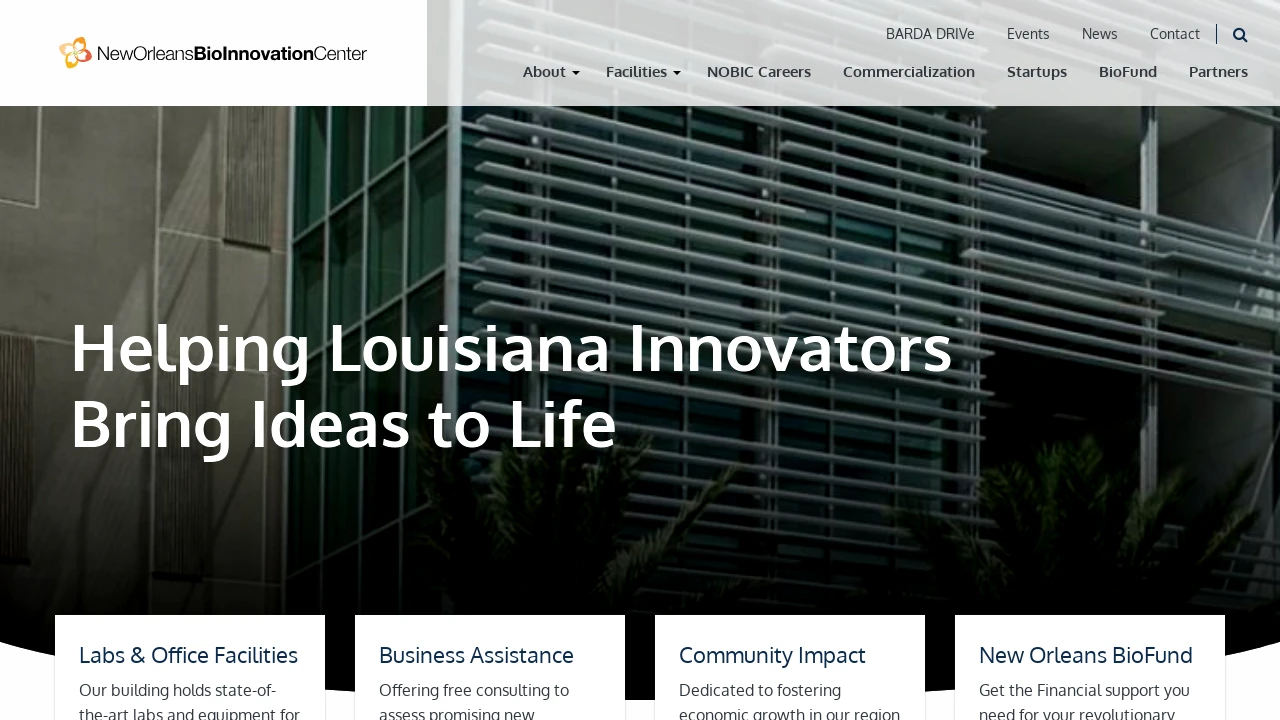 NewOrleansBioInnovationCenter
BARDA DRIVe Events News Contact
About Facilities NOBIC Careers Commercialization Startups BioFund Partners
Helping Louisiana Innovators
Bring Ideas to Life
Labs & Office Facilities
Our building holds state-of-
the-art labs and equipment for
Business Assistance
Offering free consulting to
assess promising new
Community Impact
Dedicated to fostering
economic growth in our region
New Orleans BioFund
Get the Financial support you
need for your revolutionary